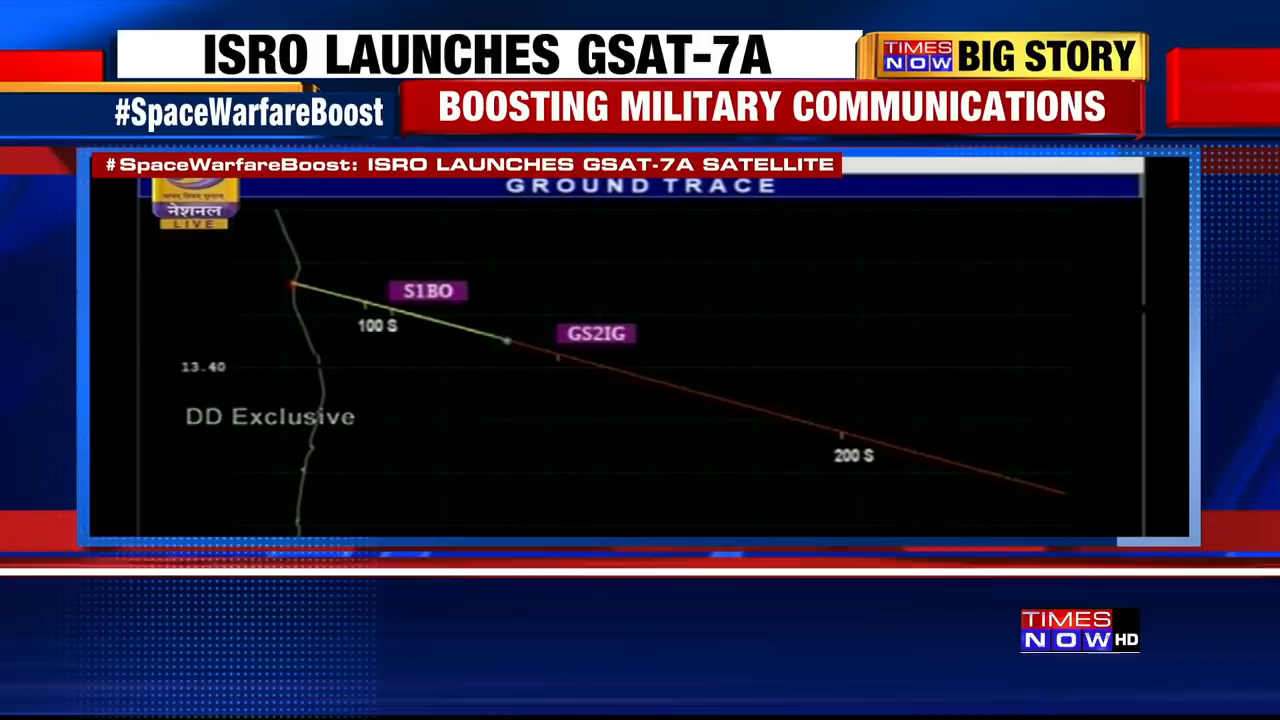 ISRO LAUNCHES GSAT-7A
TIMES NOW BIG STORY
#SpaceWarfareBoost
BOOSTING MILITARY COMMUNICATIONS
#SpaceWarfareBoost: ISRO LAUNCHES GSAT-7A SATELLITE
GROUND TRACE
नेशनल
LIVE
S1BO
100 S
GS2IG
13.40
DD Exclusive
200 S
TIMES
NOW HD